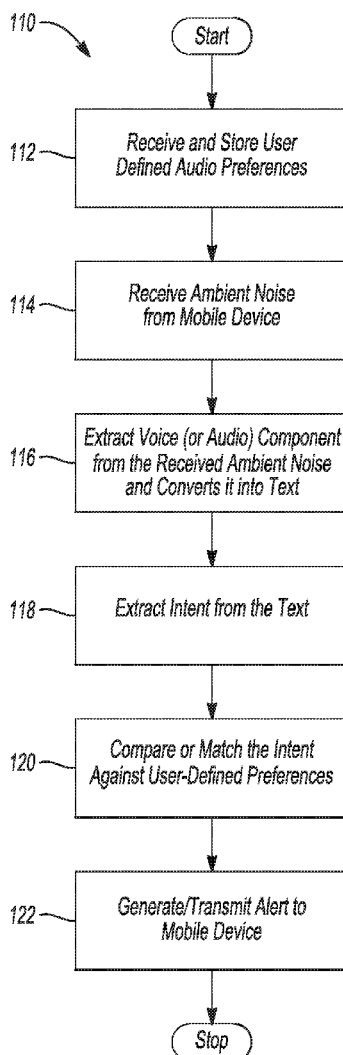 110
Start
112
Receive and Store User
Defined Audio Preferences
114
Receive Ambient Noise
from Mobile Device
116
Extract Voice (or Audio) Component
from the Received Ambient Noise
and Converts it into Text
118
Extract Intent from the Text
120
Compare or Match the Intent
Against User-Defined Preferences
122
Generate/Transmit Alert to
Mobile Device
Stop